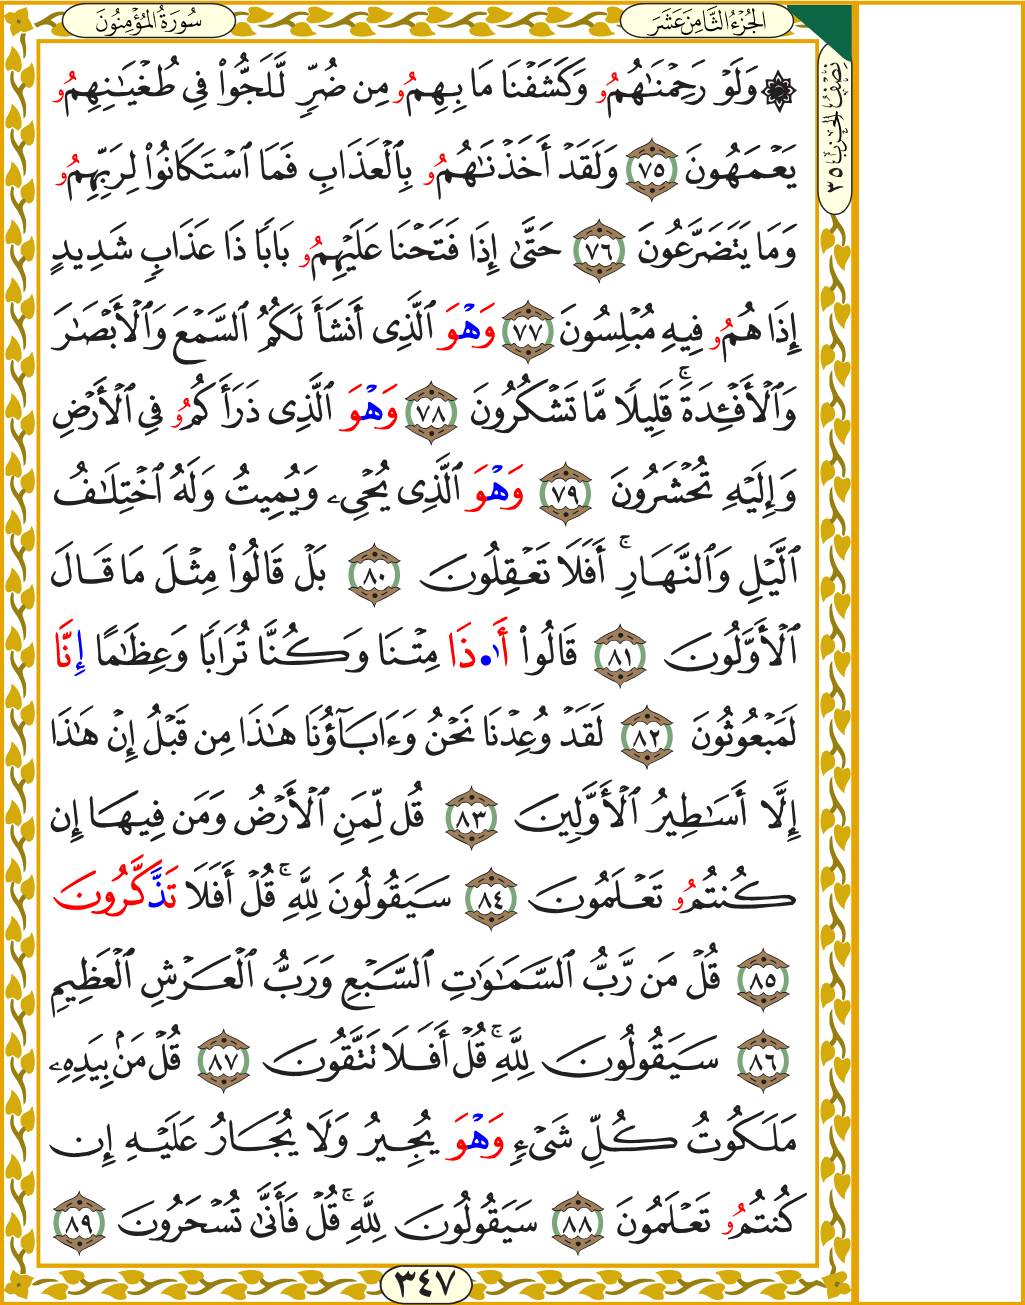 سُورَةُ المُؤْمِنُونَ
الجُزْءُ الثَّامِنَ عَشَرَ
نِصْفُ الحِزْبِ ٣٥
۞ وَلَوْ رَحِمْنَٰهُمُۥ وَكَشَفْنَا مَا بِهِمُۥ مِن ضُرٍّ لَّلَجُّوا۟ فِى طُغْيَٰنِهِمُۥ
يَعْمَهُونَ ٧٥ وَلَقَدْ أَخَذْنَٰهُمُۥ بِالْعَذَابِ فَمَا ٱسْتَكَانُوا۟ لِرَبِّهِمُۥ
وَمَا يَتَضَرَّعُونَ ٧٦ حَتَّىٰ إِذَا فَتَحْنَا عَلَيْهِمُۥ بَابًا ذَا عَذَابٍ شَدِيدٍ
إِذَا هُمُۥ فِيهِ مُبْلِسُونَ ٧٧ وَهْوَ ٱلَّذِى أَنشَأَ لَكُمُ ٱلسَّمْعَ وَٱلْأَبْصَٰرَ
وَٱلْأَفْـِٔدَةَ ۚ قَلِيلًا مَّا تَشْكُرُونَ ٧٨ وَهْوَ ٱلَّذِى ذَرَأَكُمُۥ فِى ٱلْأَرْضِ
وَإِلَيْهِ تُحْشَرُونَ ٧٩ وَهْوَ ٱلَّذِى يُحْىِۦ وَيُمِيتُ وَلَهُ ٱخْتِلَٰفُ
ٱلَّيْلِ وَٱلنَّهَارِ ۚ أَفَلَا تَعْقِلُونَ ٨٠ بَلْ قَالُوا۟ مِثْلَ مَا قَالَ
ٱلْأَوَّلُونَ ٨١ قَالُوا۟ أَا۬ذَا مِتْنَا وَكُنَّا تُرَابًا وَعِظَٰمًا إِنَّا
لَمَبْعُوثُونَ ٨٢ لَقَدْ وُعِدْنَا نَحْنُ وَءَابَآؤُنَا هَٰذَا مِن قَبْلُ إِنْ هَٰذَا
إِلَّا أَسَٰطِيرُ ٱلْأَوَّلِينَ ٨٣ قُل لِّمَنِ ٱلْأَرْضُ وَمَن فِيهَا إِن
كُنتُمُۥ تَعْلَمُونَ ٨٤ سَيَقُولُونَ لِلَّهِ ۚ قُلْ أَفَلَا تَذَّكَّرُونَ
٨٥ قُلْ مَن رَّبُّ ٱلسَّمَٰوَٰتِ ٱلسَّبْعِ وَرَبُّ ٱلْعَرْشِ ٱلْعَظِيمِ
٨٦ سَيَقُولُونَ لِلَّهِ ۚ قُلْ أَفَلَا تَتَّقُونَ ٨٧ قُلْ مَنۢ بِيَدِهِۦ
مَلَكُوتُ كُلِّ شَىْءٍ وَهْوَ يُجِيرُ وَلَا يُجَارُ عَلَيْهِ إِن
كُنتُمُۥ تَعْلَمُونَ ٨٨ سَيَقُولُونَ لِلَّهِ ۚ قُلْ فَأَنَّىٰ تُسْحَرُونَ ٨٩
٣٤٧